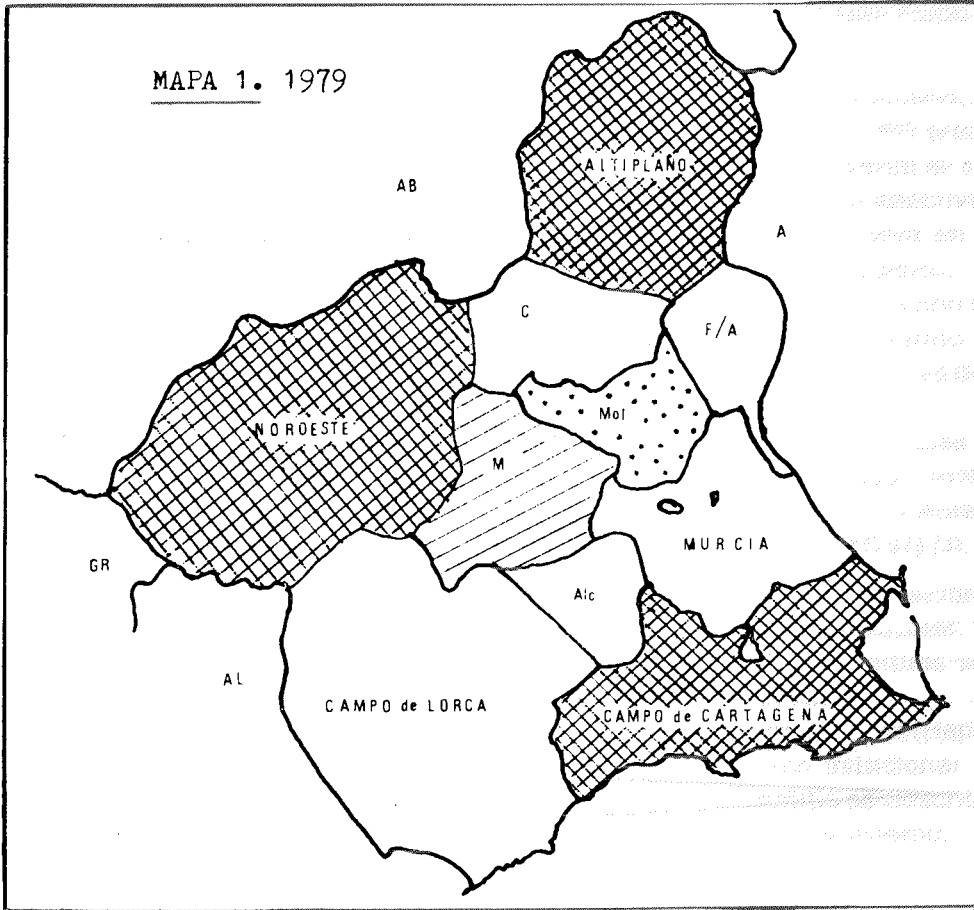 MAPA 1. 1979
ALTIPLANO
AB
A
C
F/A
Mol
NOROESTE
M
MURCIA
GR
Alc
AL
CAMPO de LORCA
CAMPO de CARTAGENA